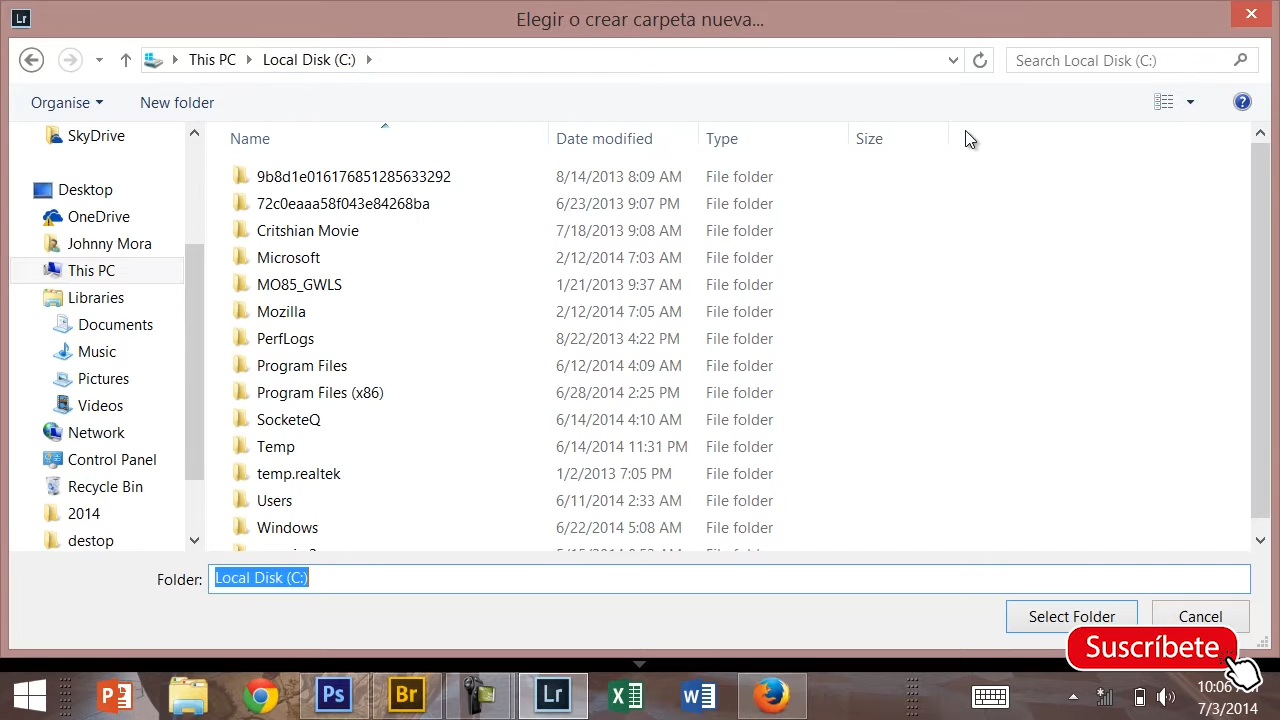 Lr
Elegir o crear carpeta nueva...
This PC
Local Disk (C:)
Search Local Disk (C:)
Organise
New folder
SkyDrive
Desktop
OneDrive
Johnny Mora
This PC
Libraries
Documents
Music
Pictures
Videos
Network
Control Panel
Recycle Bin
2014
destop
Name Date modified Type Size
9b8d1e016176851285633292 8/14/2013 8:09 AM File folder
72c0eaaa58f043e84268ba 6/23/2013 9:07 PM File folder
Critshian Movie 7/18/2013 9:08 AM File folder
Microsoft 2/12/2014 7:03 AM File folder
MO85_GWLS 1/21/2013 9:37 AM File folder
Mozilla 2/12/2014 7:05 AM File folder
PerfLogs 8/22/2013 4:22 PM File folder
Program Files 6/12/2014 4:09 AM File folder
Program Files (x86) 6/28/2014 2:25 PM File folder
SocketeQ 6/14/2014 4:10 AM File folder
Temp 6/14/2014 11:31 PM File folder
temp.realtek 1/2/2013 7:05 PM File folder
Users 6/11/2014 2:33 AM File folder
Windows 6/22/2014 5:08 AM File folder
Folder: Local Disk (C:)
Select Folder
Cancel
Suscríbete
Ps
Br
Lr
10:06
7/3/2014